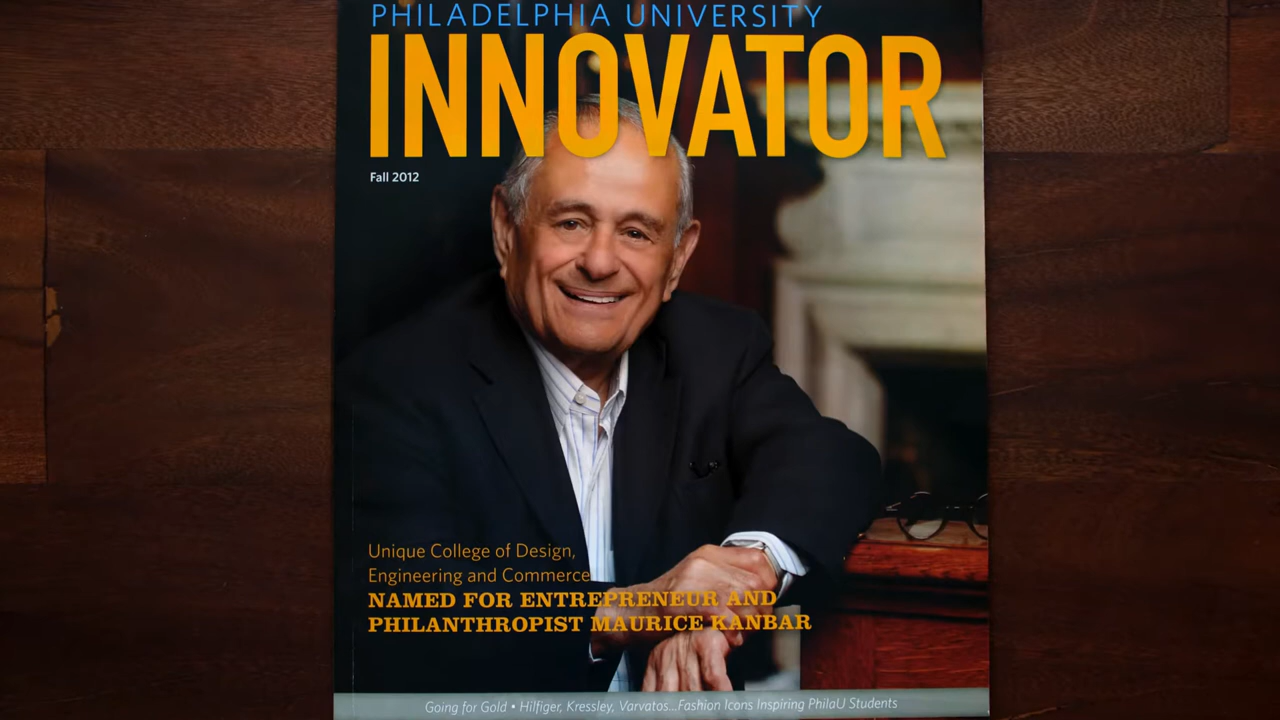 PHILADELPHIA UNIVERSITY
INNOVATOR
Fall 2012
Unique College of Design,
Engineering and Commerce
NAMED FOR ENTREPRENEUR AND
PHILANTHROPIST MAURICE KANBAR
Going for Gold • Hilfiger, Kressley, Varvatos...Fashion Icons Inspiring PhilaU Students